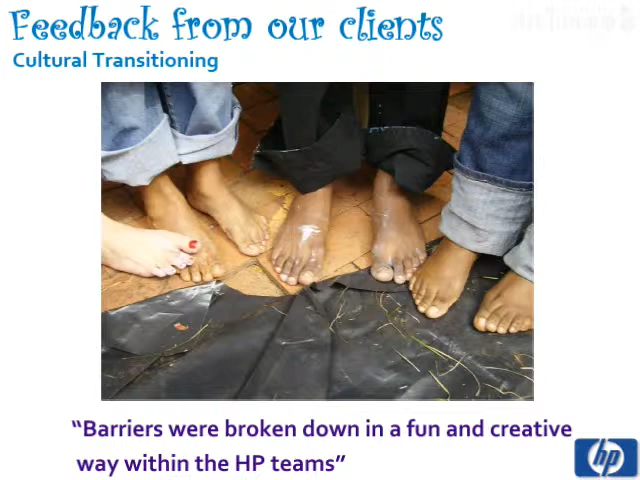 Feedback from our clients
Cultural Transitioning
“Barriers were broken down in a fun and creative
way within the HP teams”
hp